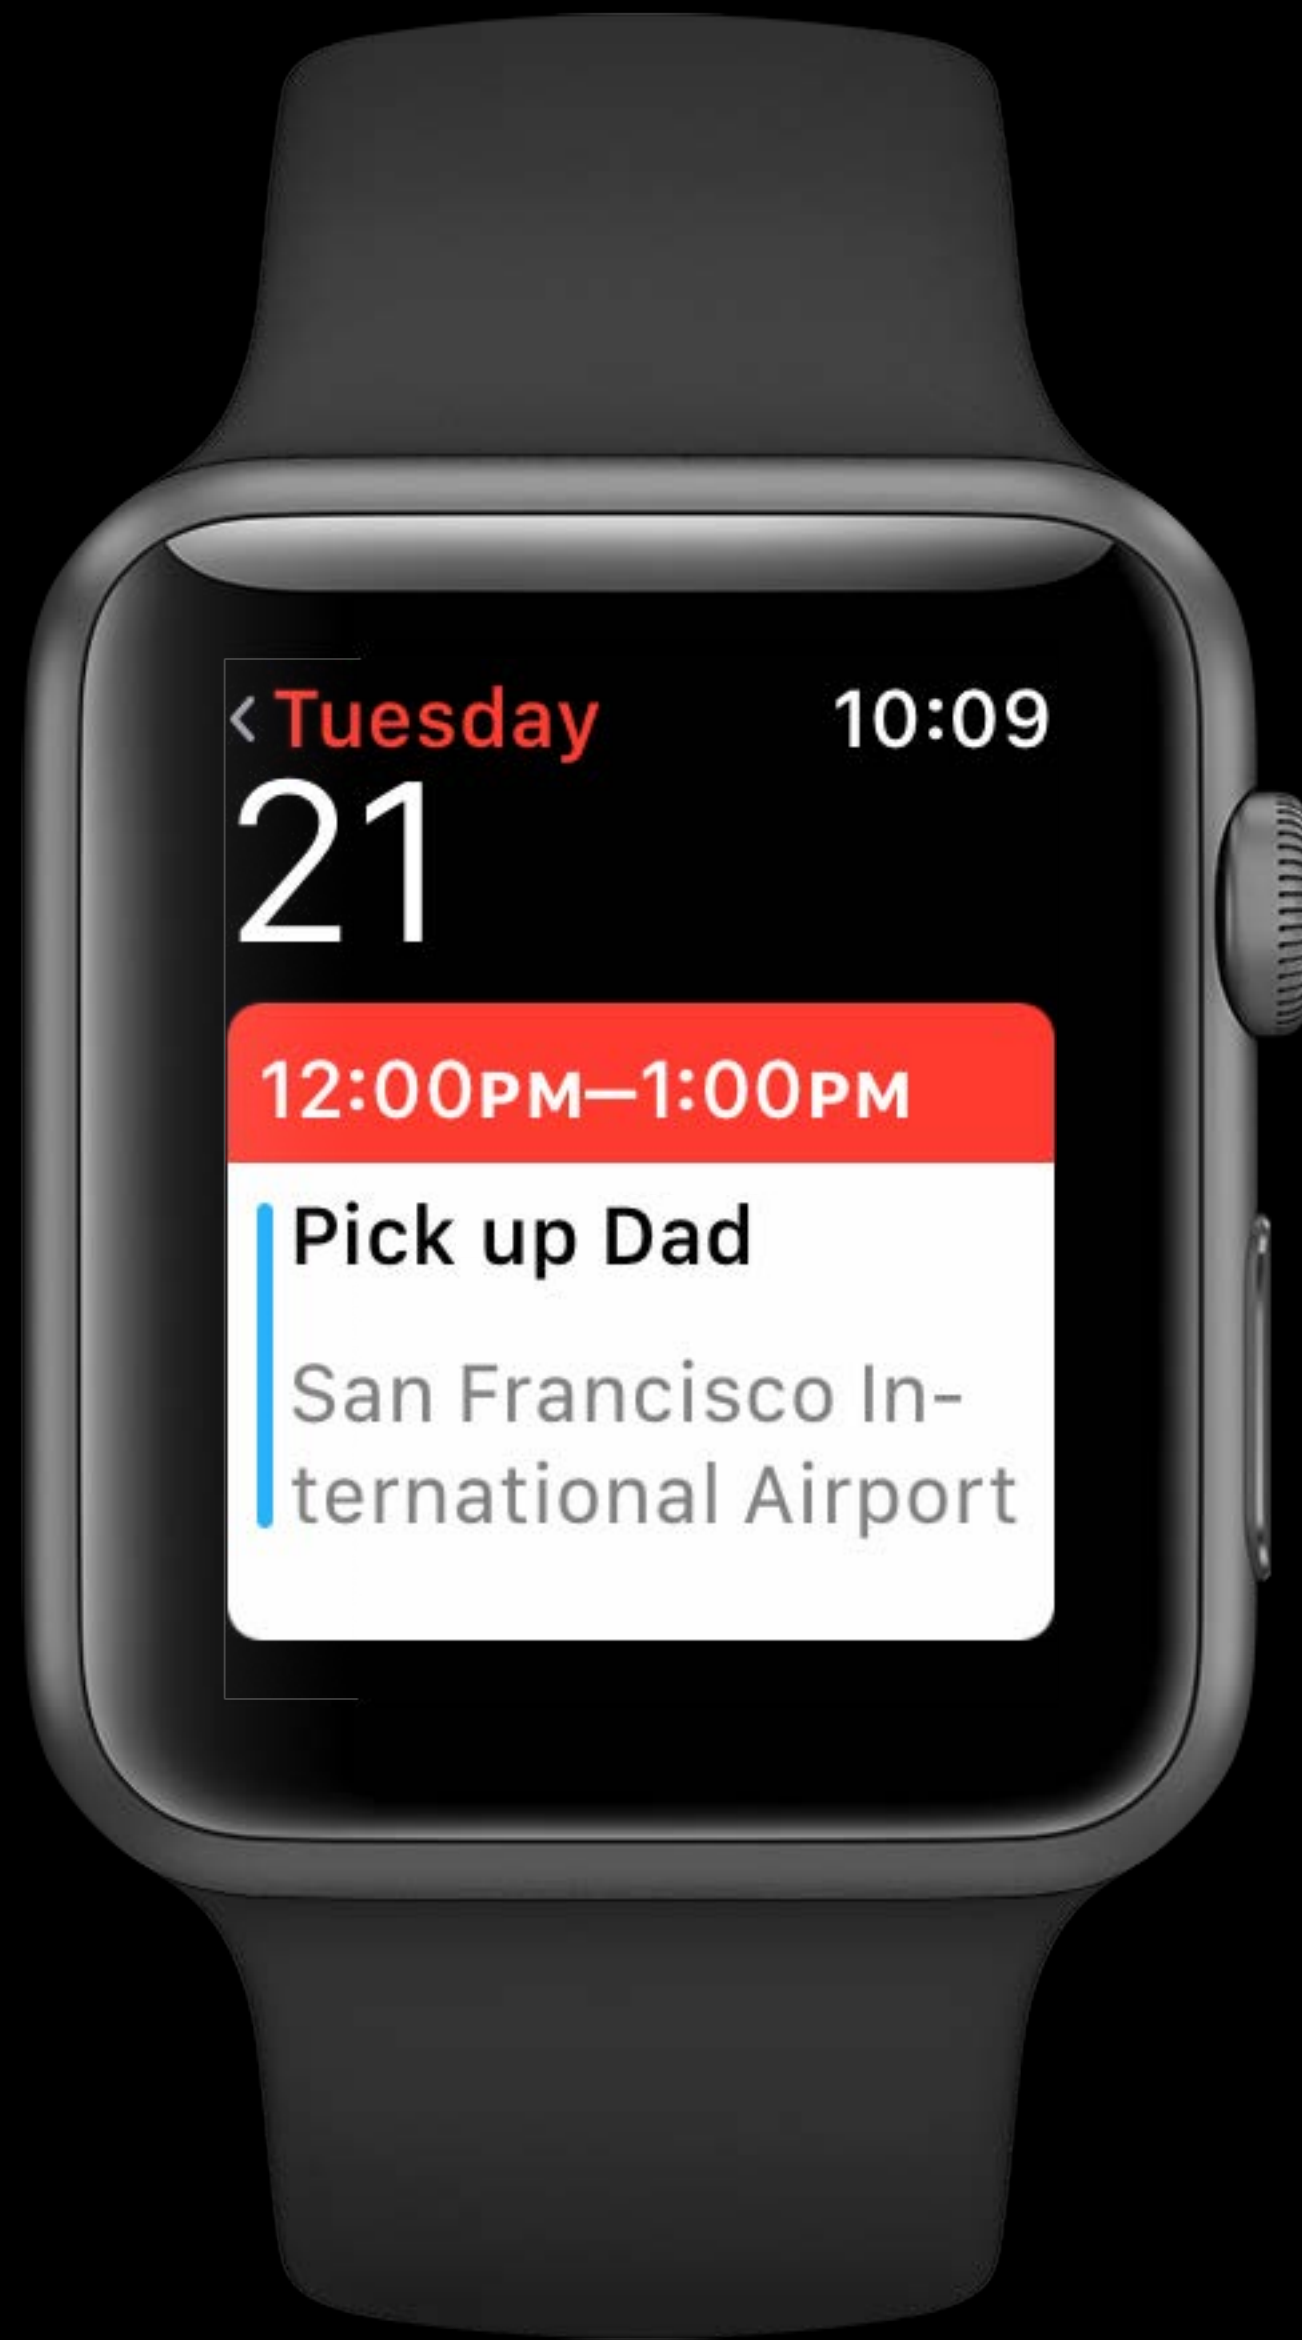 < Tuesday 10:09
21
12:00PM–1:00PM
Pick up Dad
San Francisco In-
ternational Airport